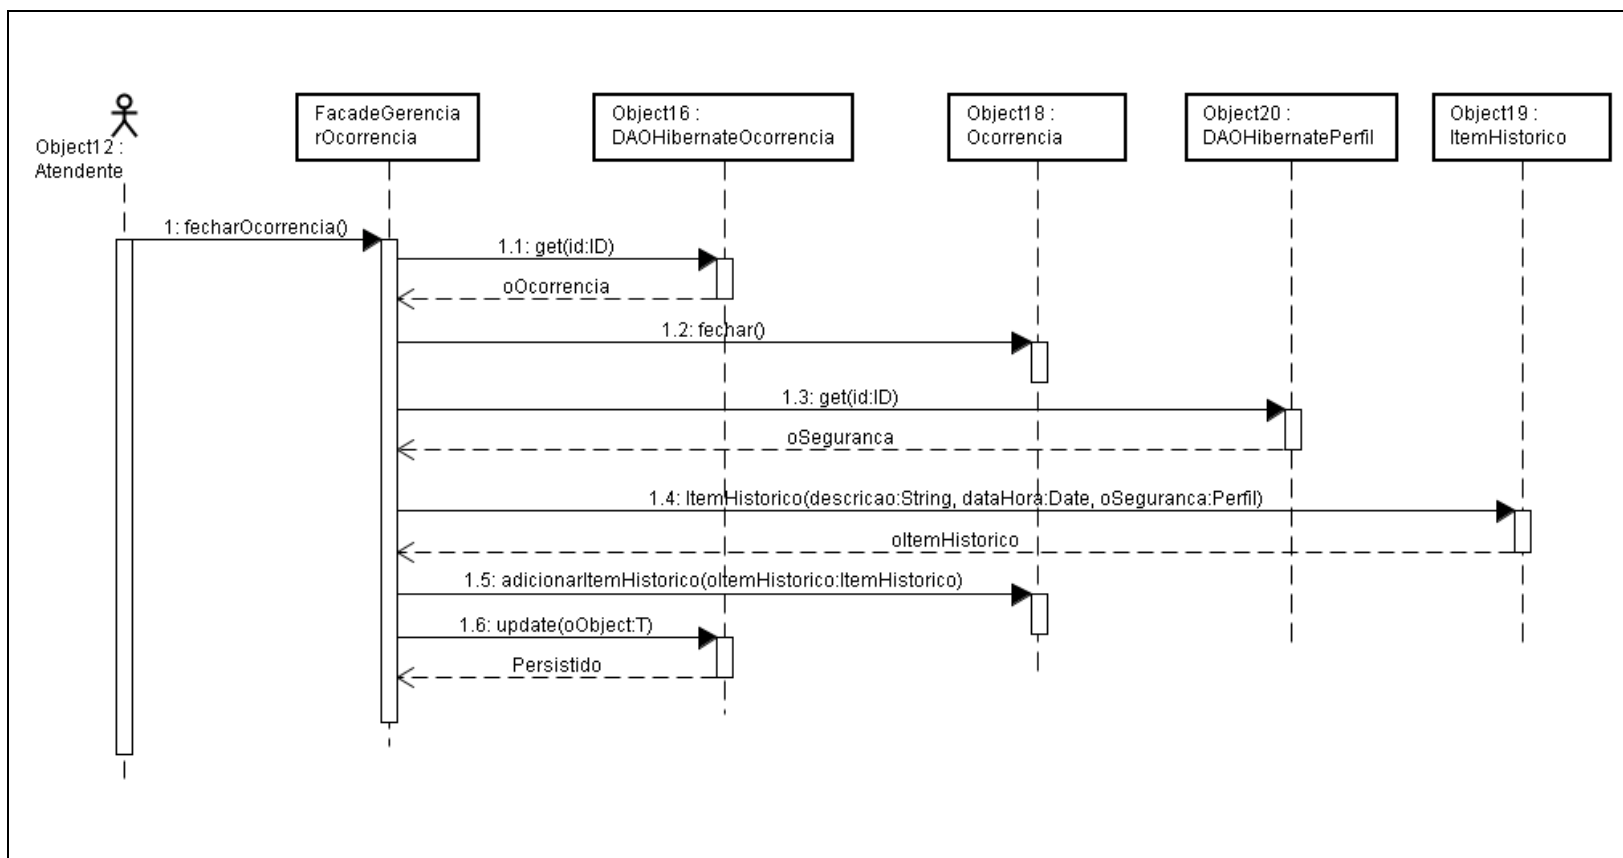 Object12 :
Atendente
FacadeGerencia
rOcorrencia
Object16 :
DAOHibernateOcorrencia
Object18 :
Ocorrencia
Object20 :
DAOHibernatePerfil
Object19 :
ItemHistorico
1: fecharOcorrencia()
1.1: get(id:ID)
oOcorrencia
1.2: fechar()
1.3: get(id:ID)
oSeguranca
1.4: ItemHistorico(descricao:String, dataHora:Date, oSeguranca:Perfil)
oItemHistorico
1.5: adicionarItemHistorico(oItemHistorico:ItemHistorico)
1.6: update(oObject:T)
Persistido